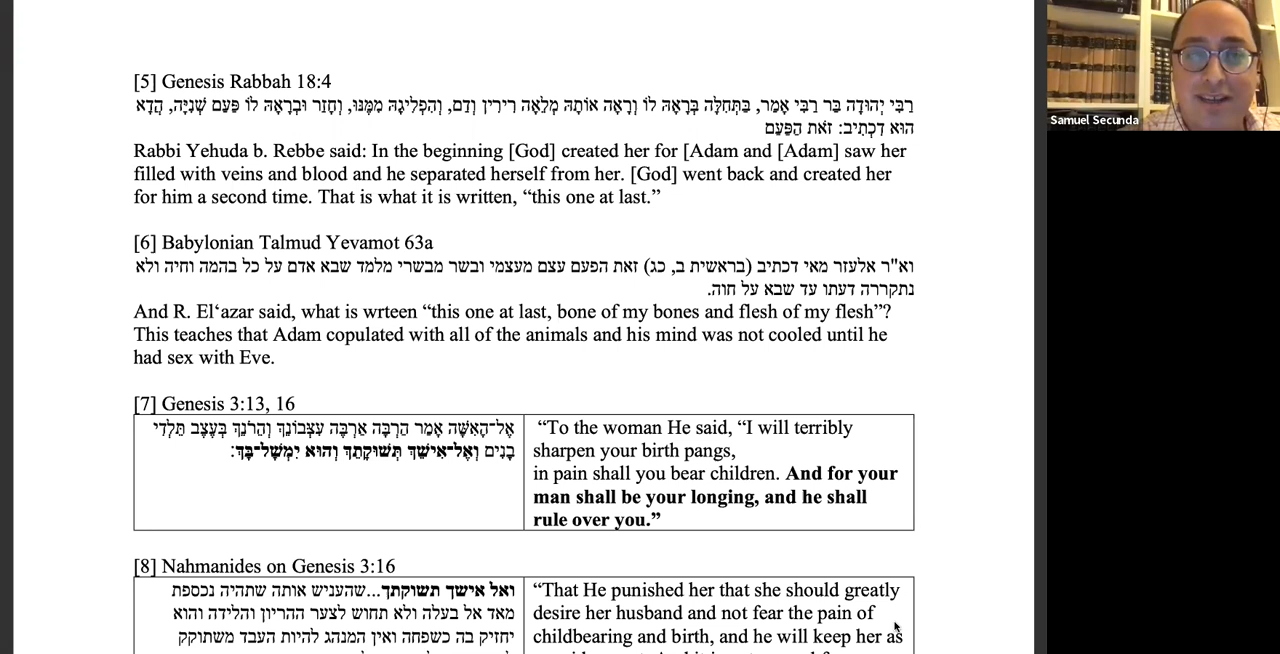 [5] Genesis Rabbah 18:4
רַבִּי יְהוּדָה בַּר רַבִּי אָמַר, בַּתְּחִלָּה בְּרָאָהּ לוֹ וְרָאָה אוֹתָהּ מְלֵאָה רִירִין וְדָם, וְהִפְלִיגָהּ מִמֶּנּוּ, וְחָזַר וּבְרָאָהּ לוֹ פַּעַם שְׁנִיָּה, הֲדָא
הוּא דִכְתִיב: זֹאת הַפַּעַם
Rabbi Yehuda b. Rebbe said: In the beginning [God] created her for [Adam and [Adam] saw her
filled with veins and blood and he separated herself from her. [God] went back and created her
for him a second time. That is what it is written, “this one at last.”
[6] Babylonian Talmud Yevamot 63a
וא"ר אלעזר מאי דכתיב (בראשית ב, כג) זאת הפעם עצם מעצמי ובשר מבשרי מלמד שבא אדם על כל בהמה וחיה ולא
נתקררה דעתו עד שבא על חוה.
And R. El‘azar said, what is wrteen “this one at last, bone of my bones and flesh of my flesh”?
This teaches that Adam copulated with all of the animals and his mind was not cooled until he
had sex with Eve.
[7] Genesis 3:13, 16
אֶל־הָאִשָּׁה אָמַר הַרְבָּה אַרְבֶּה עִצְּבוֹנֵךְ וְהֵרֹנֵךְ בְּעֶצֶב תֵּלְדִי
בָנִים וְאֶל־אִישֵׁךְ תְּשׁוּקָתֵךְ וְהוּא יִמְשָׁל־בָּךְ׃
“To the woman He said, “I will terribly
sharpen your birth pangs,
in pain shall you bear children. And for your
man shall be your longing, and he shall
rule over you.”
[8] Nahmanides on Genesis 3:16
ואל אישך תשוקתך...שהעניש אותה שתהיה נכספת
מאד אל בעלה ולא תחוש לצער ההריון והלידה והוא
יחזיק בה כשפחה ואין המנהג להיות העבד משתוקק
“That He punished her that she should greatly
desire her husband and not fear the pain of
childbearing and birth, and he will keep her as
Samuel Secunda